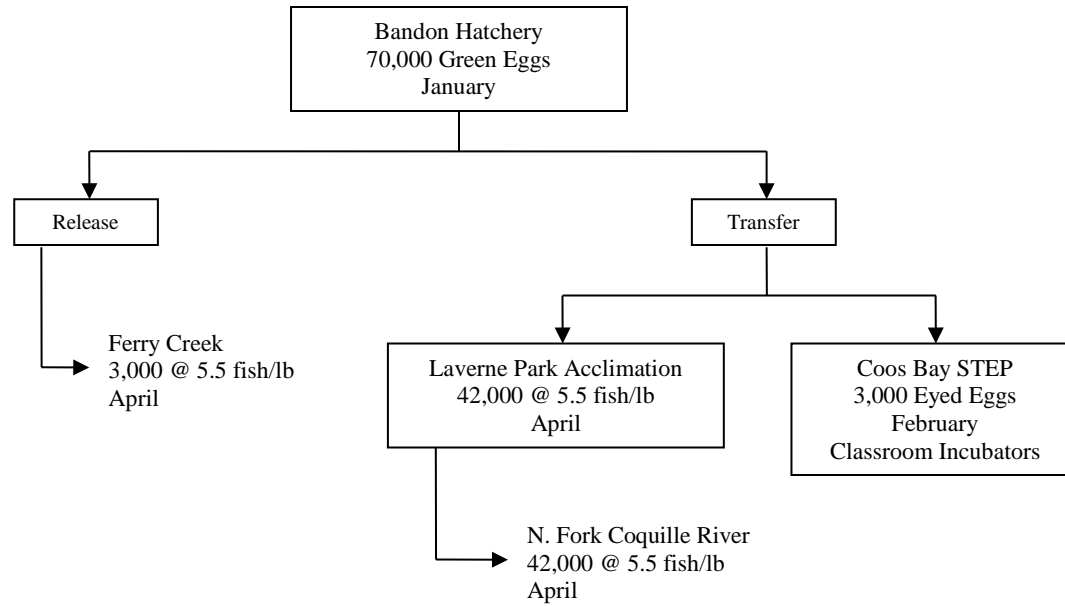 Bandon Hatchery
70,000 Green Eggs
January
Release
Transfer
Ferry Creek
3,000 @ 5.5 fish/lb
April
Laverne Park Acclimation
42,000 @ 5.5 fish/lb
April
Coos Bay STEP
3,000 Eyed Eggs
February
Classroom Incubators
N. Fork Coquille River
42,000 @ 5.5 fish/lb
April